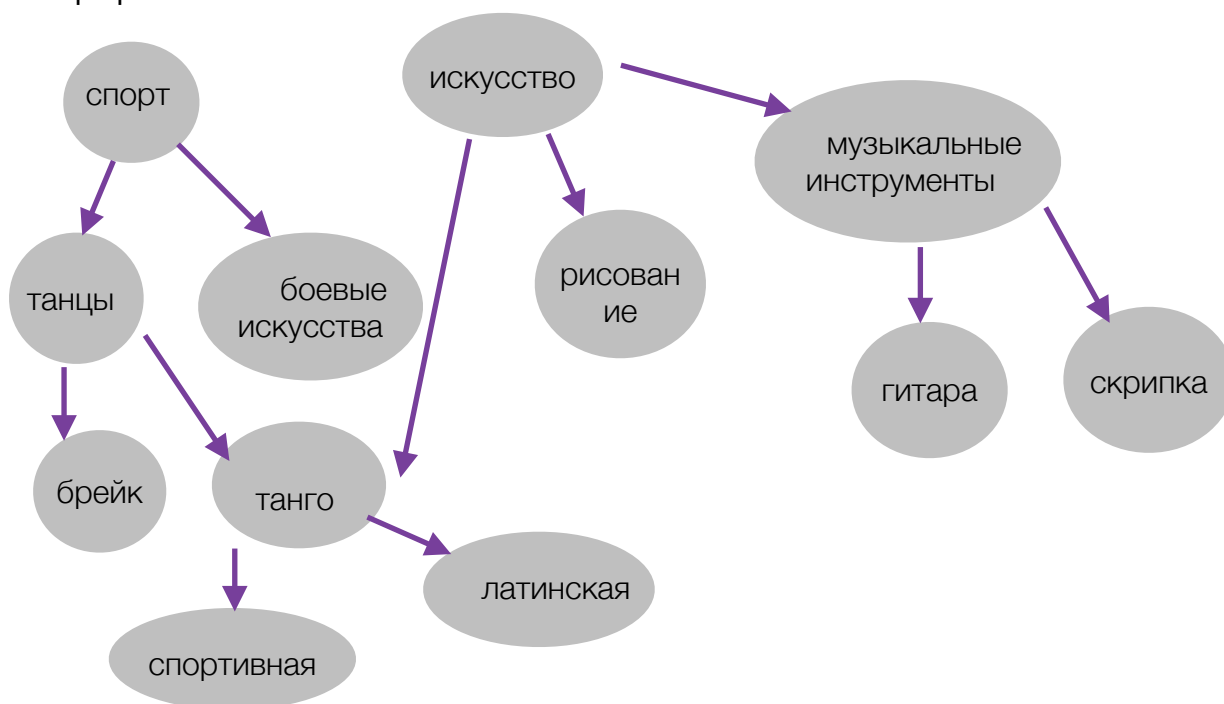 спорт
искусство
музыкальные
инструменты
танцы
боевые
искусства
рисован
ие
гитара
скрипка
брейк
танго
латинская
спортивная